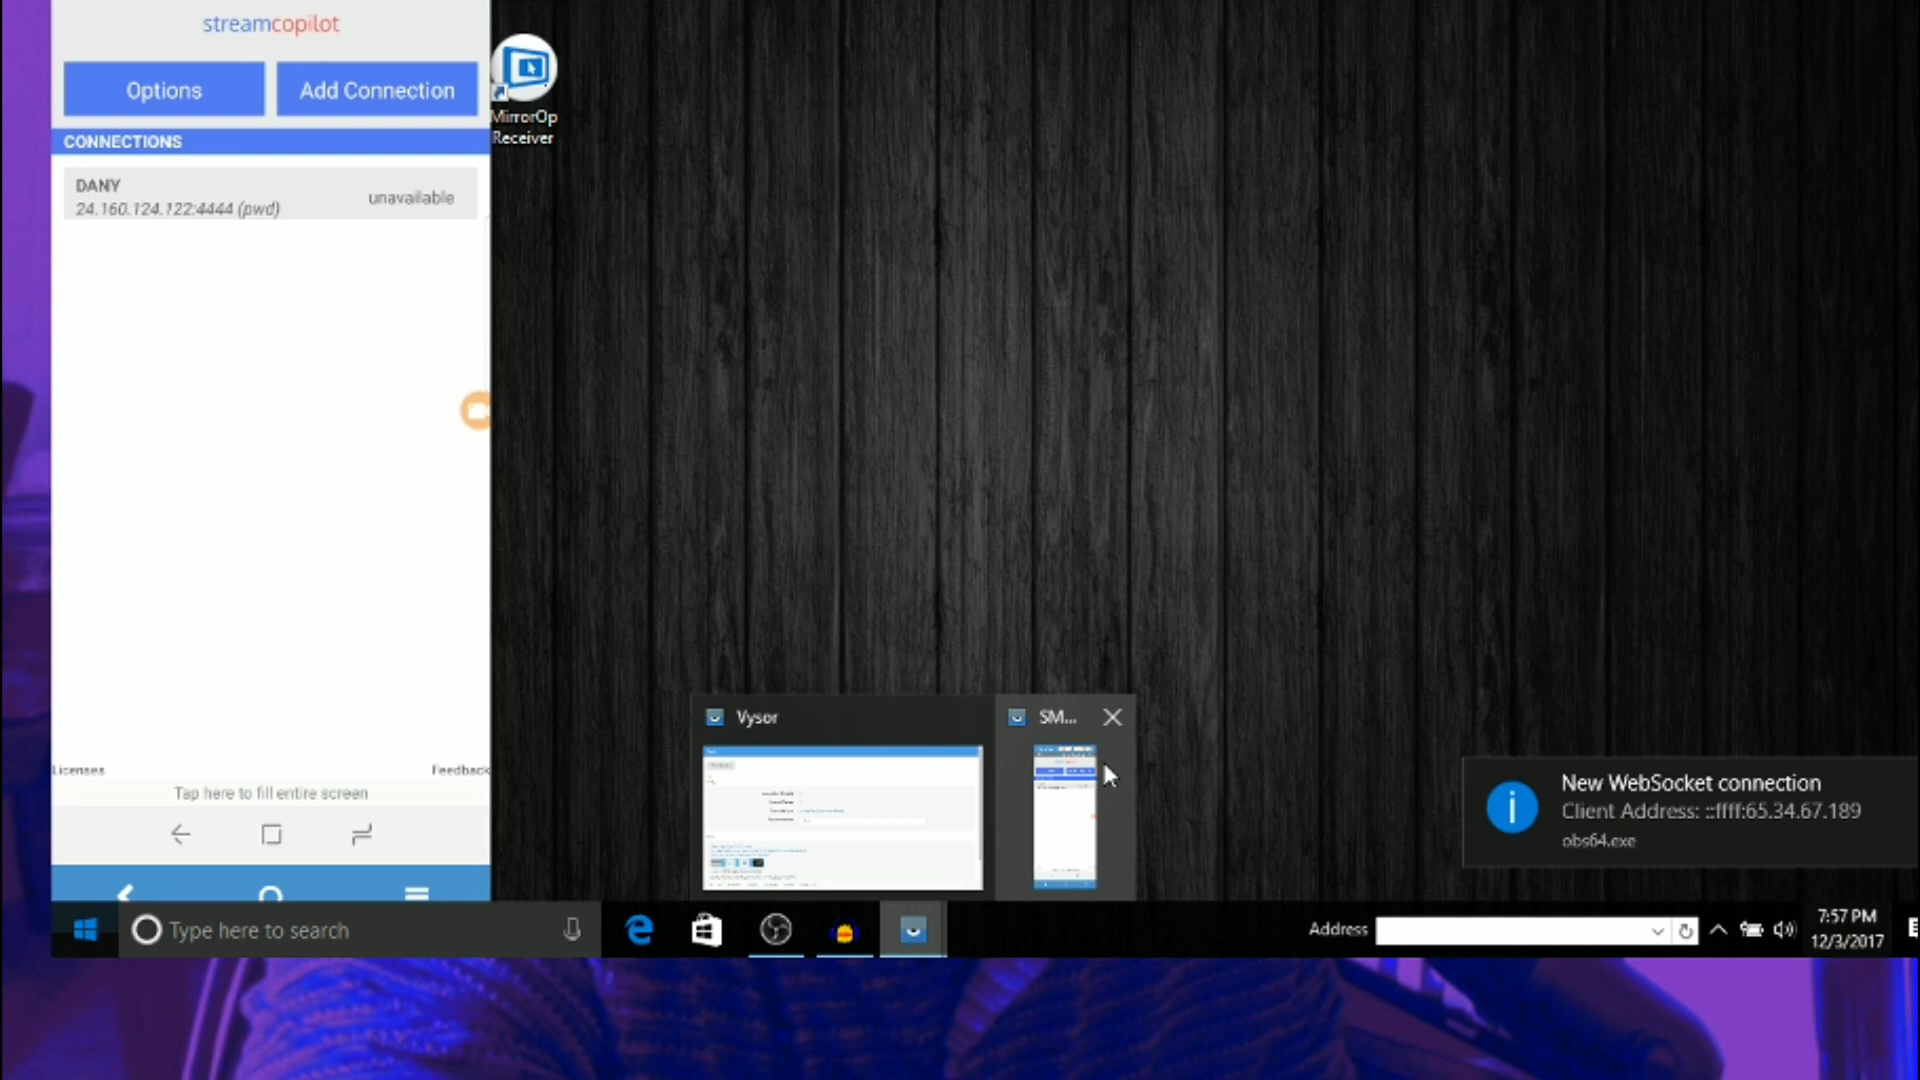 streamcopilot
Options
Add Connection
CONNECTIONS
DANY
24.160.124.122:4444 (pwd)
unavailable
Licenses
Feedback
Tap here to fill entire screen
MirrorOp
Receiver
Vysor
SM...
New WebSocket connection
Client Address: ::ffff:65.34.67.189
obs64.exe
Type here to search
Address
7:57 PM
12/3/2017